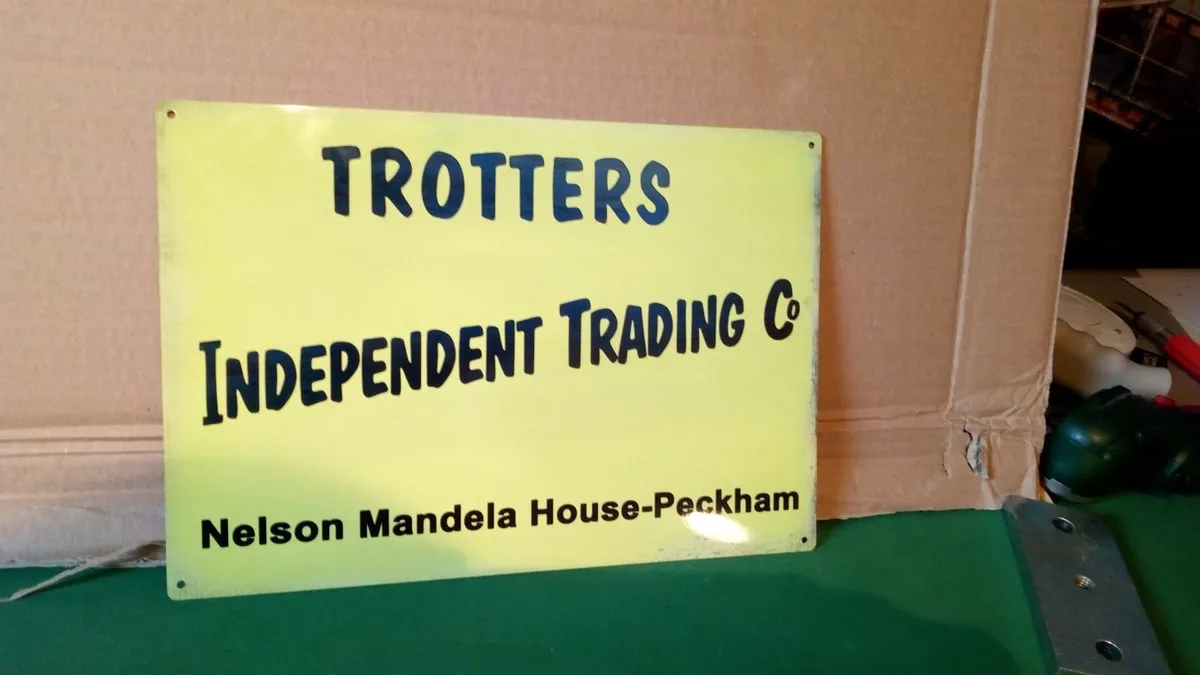 TROTTERS
INDEPENDENT TRADING Co
Nelson Mandela House-Peckham